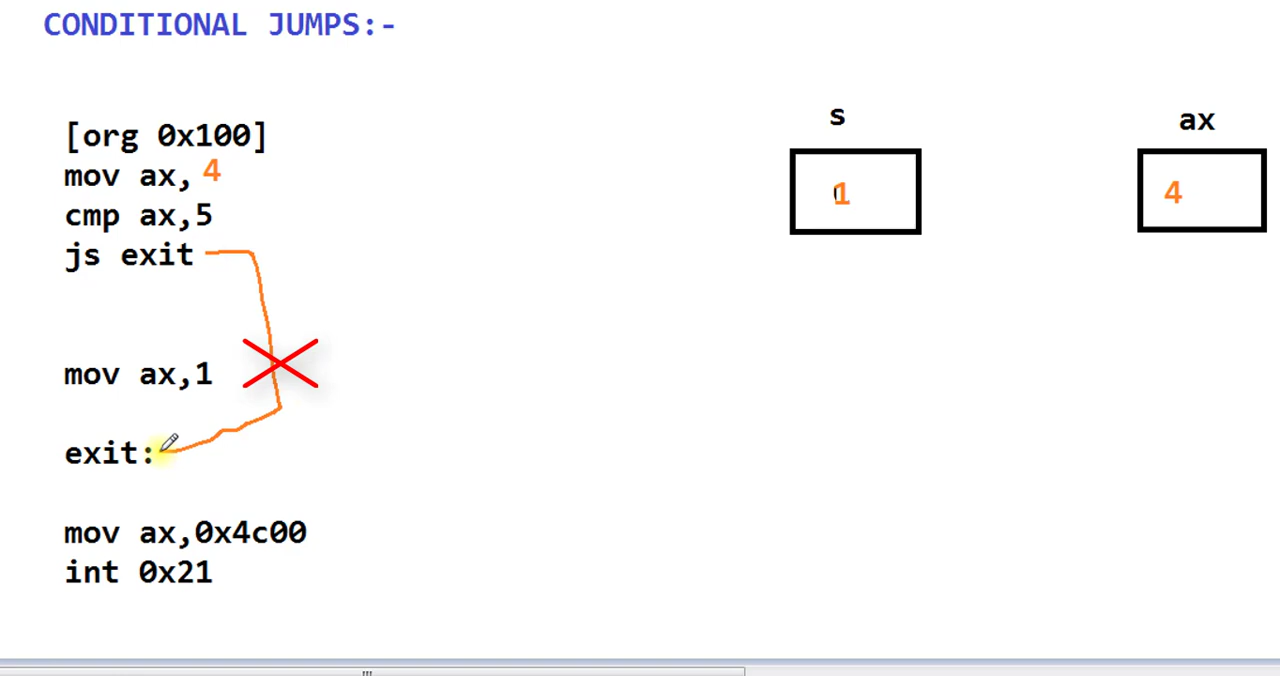 CONDITIONAL JUMPS:-
s
ax
[org 0x100]
mov ax, 4
1
4
cmp ax,5
js exit
mov ax,1
exit:
mov ax,0x4c00
int 0x21